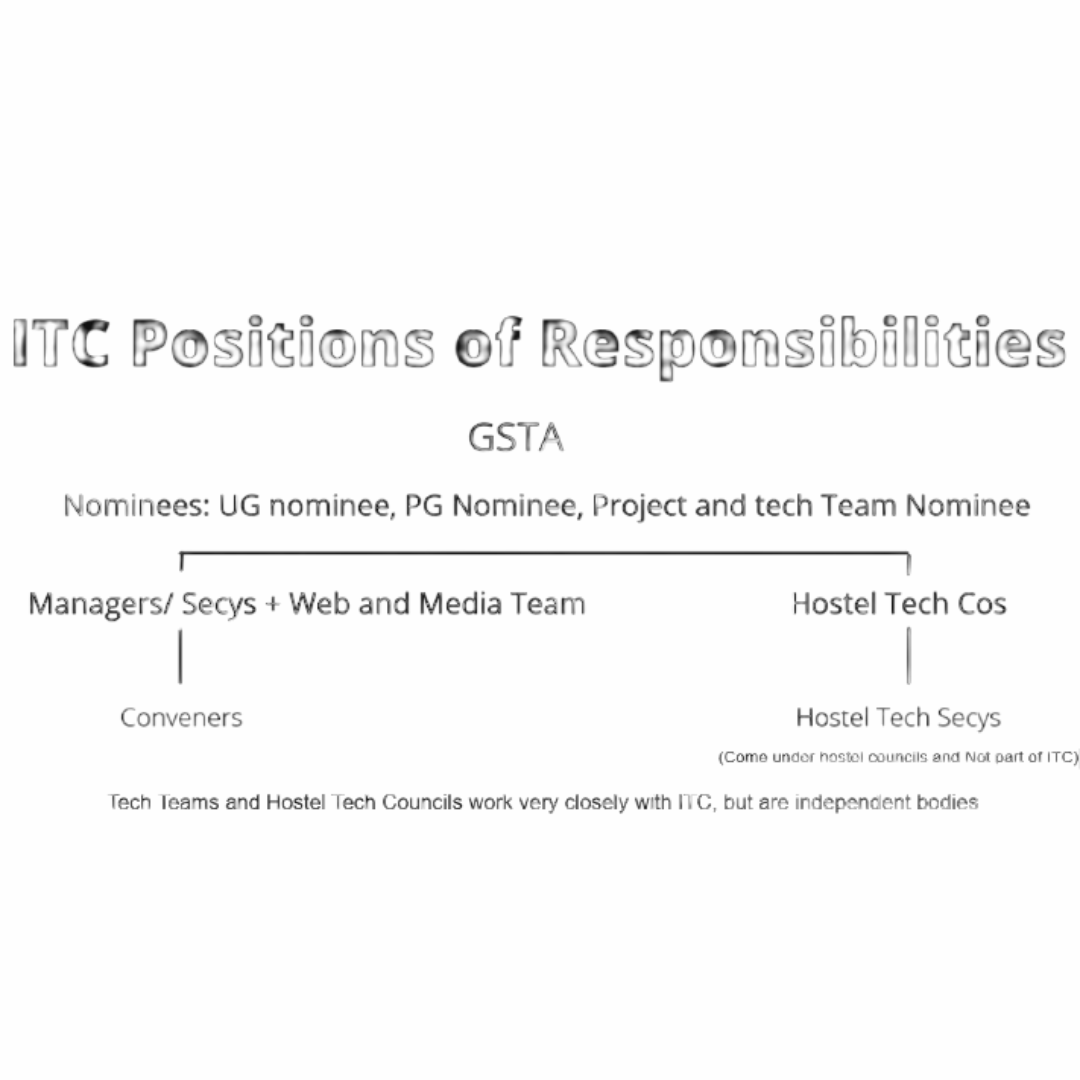 ITC Positions of Responsibilities
GSTA
Nominees: UG nominee, PG Nominee, Project and tech Team Nominee
Managers/ Secys + Web and Media Team
Hostel Tech Cos
Conveners
Hostel Tech Secys
(Come under hostel councils and Not part of ITC)
Tech Teams and Hostel Tech Councils work very closely with ITC, but are independent bodies